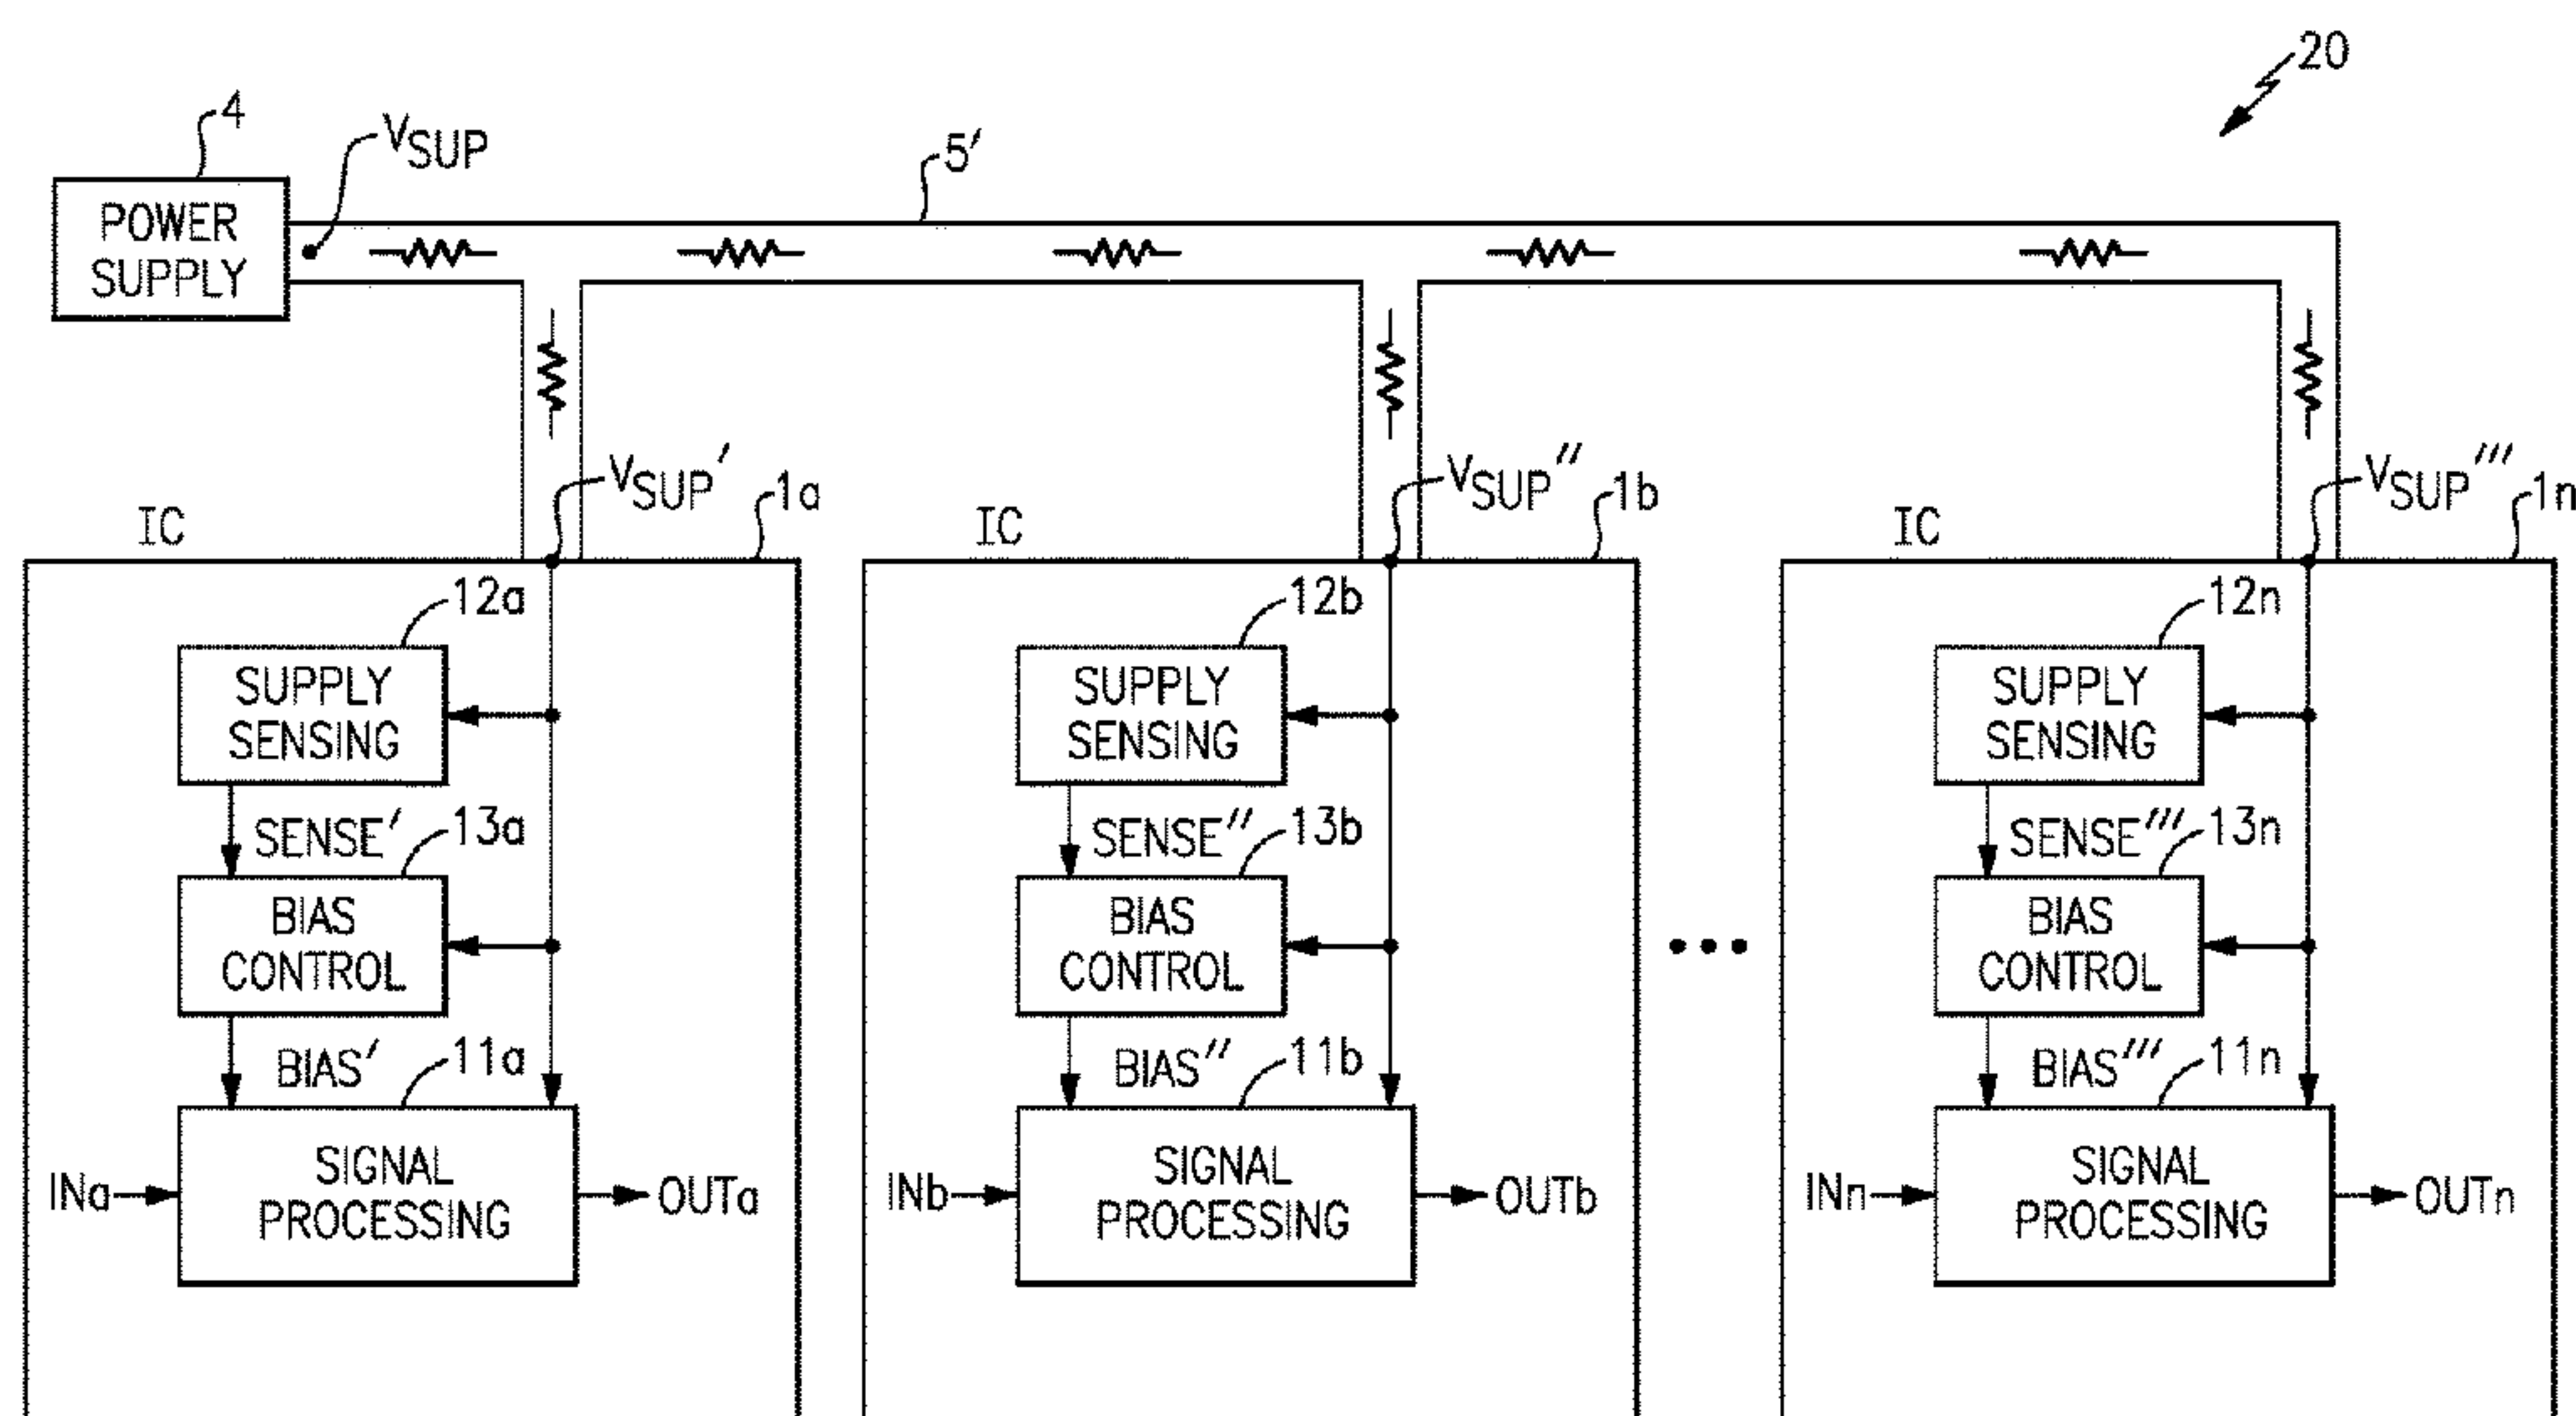 20
4
VSUP
5′
POWER
SUPPLY
VSUP′
1a
VSUP″
1b
VSUP‴
1n
IC
IC
IC
12a
12b
12n
SUPPLY
SENSING
SUPPLY
SENSING
SUPPLY
SENSING
SENSE′
13a
SENSE″
13b
SENSE‴
13n
BIAS
CONTROL
BIAS
CONTROL
BIAS
CONTROL
BIAS′
11a
BIAS″
11b
BIAS‴
11n
INa
SIGNAL
PROCESSING
OUTa
INb
SIGNAL
PROCESSING
OUTb
INn
SIGNAL
PROCESSING
OUTn